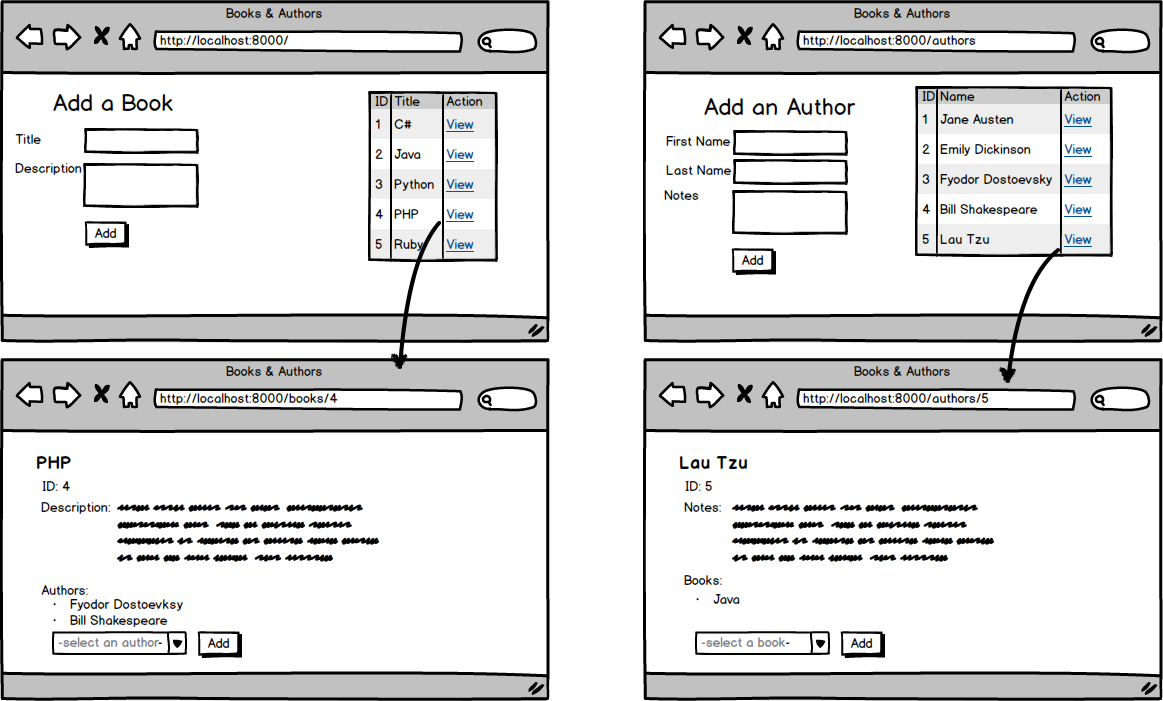 Books & Authors
http://localhost:8000/
Add a Book
Title
Description
Add
ID Title Action
1 C# View
2 Java View
3 Python View
4 PHP View
5 Ruby View
Books & Authors
http://localhost:8000/authors
Add an Author
First Name
Last Name
Notes
Add
ID Name Action
1 Jane Austen View
2 Emily Dickinson View
3 Fyodor Dostoevsky View
4 Bill Shakespeare View
5 Lau Tzu View
Books & Authors
http://localhost:8000/books/4
PHP
ID: 4
Description:
Authors:
· Fyodor Dostoevksy
· Bill Shakespeare
-select an author- Add
Books & Authors
http://localhost:8000/authors/5
Lau Tzu
ID: 5
Notes:
Books:
· Java
-select a book- Add